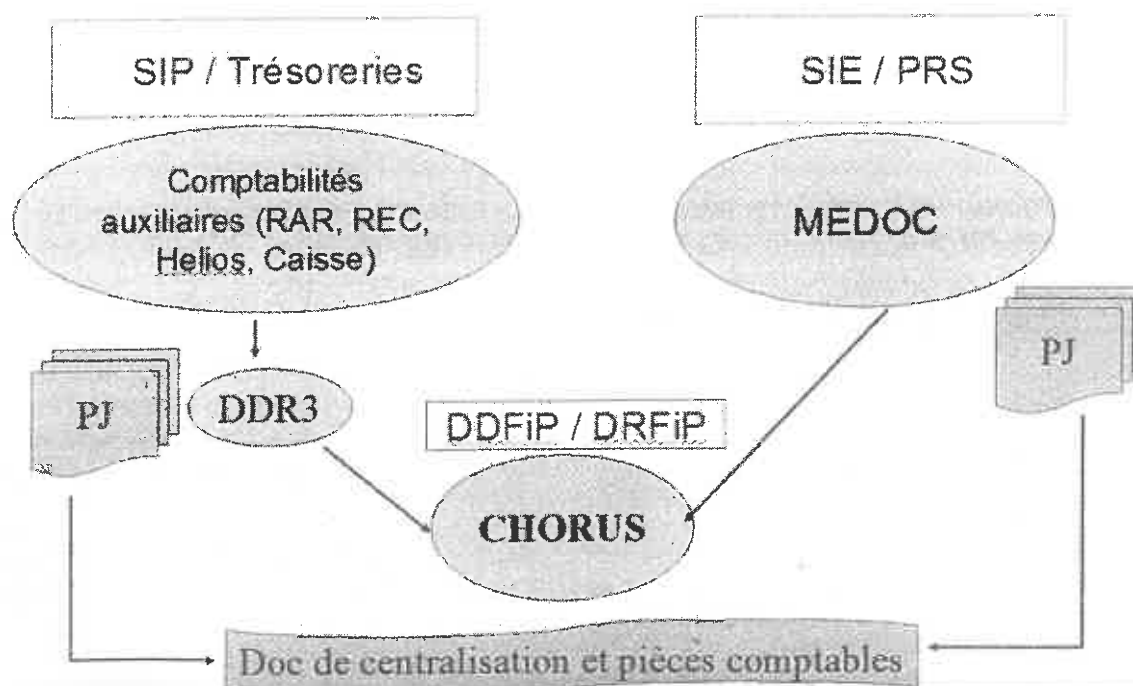 SIP / Trésoreries
SIE / PRS
Comptabilités
auxiliaires (RAR, REC,
Helios, Caisse)
MEDOC
PJ
DDR3
DDFiP / DRFiP
PJ
CHORUS
Doc de centralisation et pièces comptables